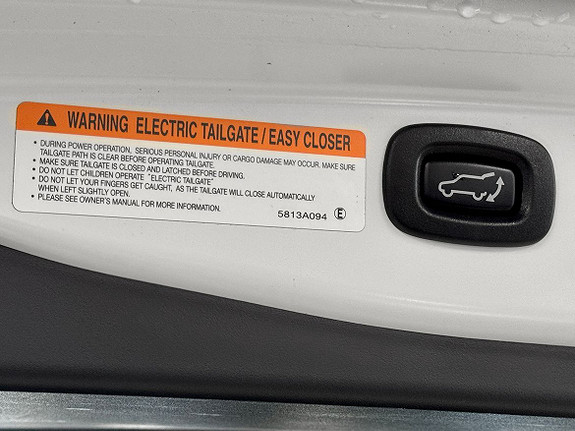 WARNING ELECTRIC TAILGATE / EASY CLOSER
• DURING POWER OPERATION, SERIOUS PERSONAL INJURY OR CARGO DAMAGE MAY OCCUR. MAKE SURE
TAILGATE PATH IS CLEAR BEFORE OPERATING TAILGATE.
• MAKE SURE TAILGATE IS CLOSED AND LATCHED BEFORE DRIVING.
• DO NOT LET CHILDREN OPERATE "ELECTRIC TAILGATE"
• DO NOT LET YOUR FINGERS GET CAUGHT, AS THE TAILGATE WILL CLOSE AUTOMATICALLY
WHEN LEFT SLIGHTLY OPEN.
• PLEASE SEE OWNER'S MANUAL FOR MORE INFORMATION.
5813A094 Ⓔ